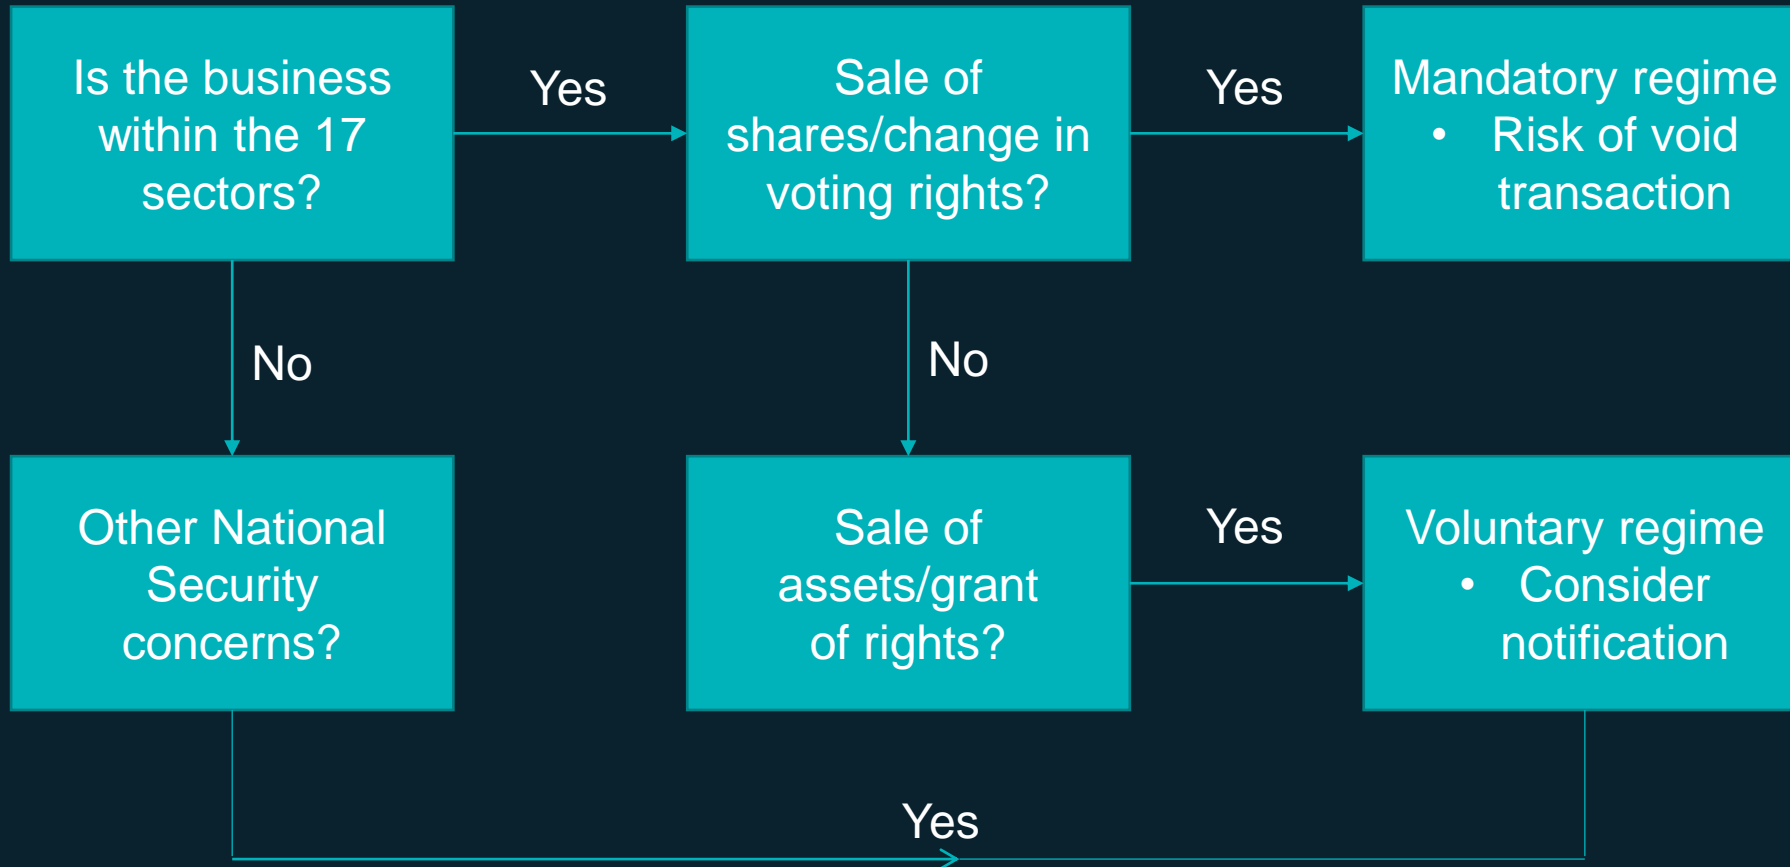 Is the business
within the 17
sectors?
Yes
Sale of
shares/change in
voting rights?
Yes
Mandatory regime
• Risk of void
transaction
No
No
Other National
Security
concerns?
Sale of
assets/grant
of rights?
Yes
Voluntary regime
• Consider
notification
Yes